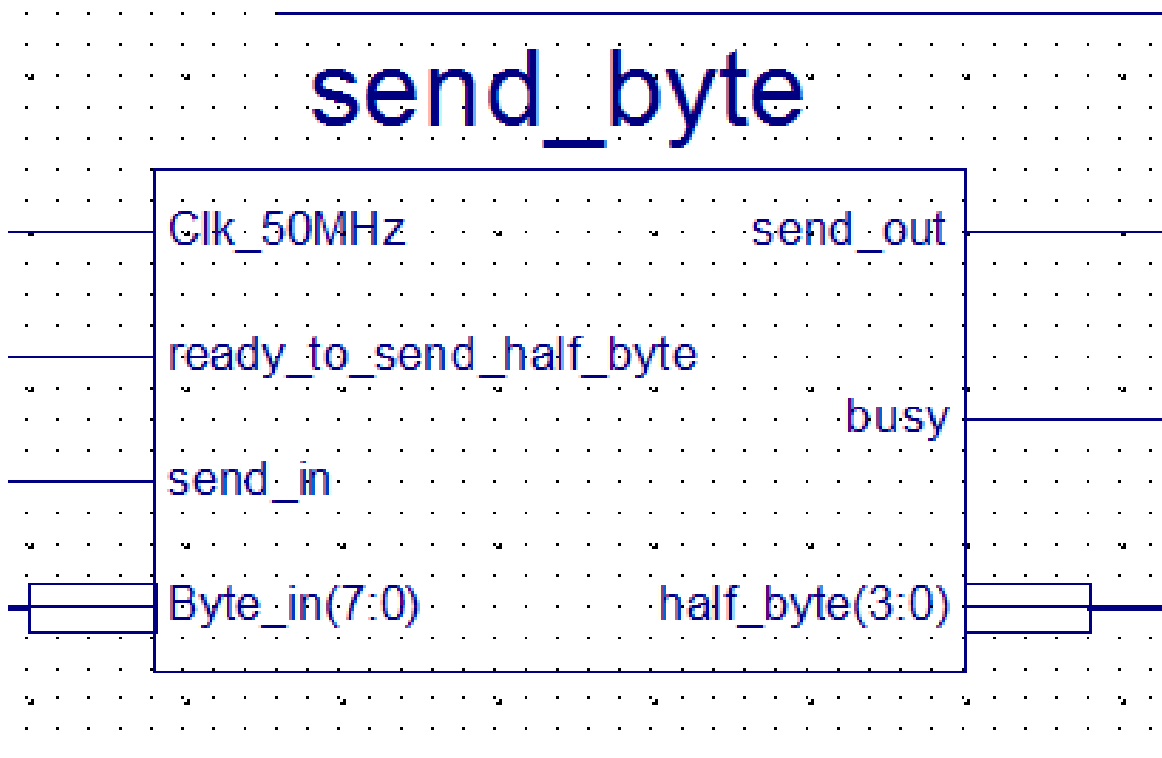 send_byte
Clk_50MHz send_out
ready_to_send_half_byte
busy
send_in
Byte_in(7:0) half_byte(3:0)